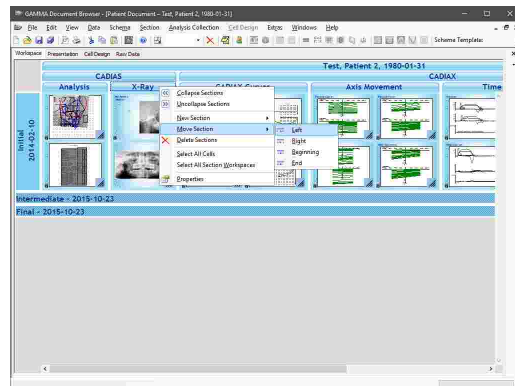 GAMMA Document Browser - [Patient Document - Test, Patient 2, 1980-01-31]
File Edit View Data Schema Section Analysis Collection Cell Design Extras Windows Help
Schema Template:
Workspace Presentation Cell Design Raw Data
Test, Patient 2, 1980-01-31
CADIAS CADIAX
Analysis X-Ray CADIAX Curves Axis Movement Time
Collapse Sections
Uncollapse Sections
New Section
Move Section
Delete Sections
Select All Cells
Select All Section Workspaces
Properties
Left
Right
Beginning
End
Initial
2014-02-10
Intermediate - 2015-10-23
Final - 2015-10-23